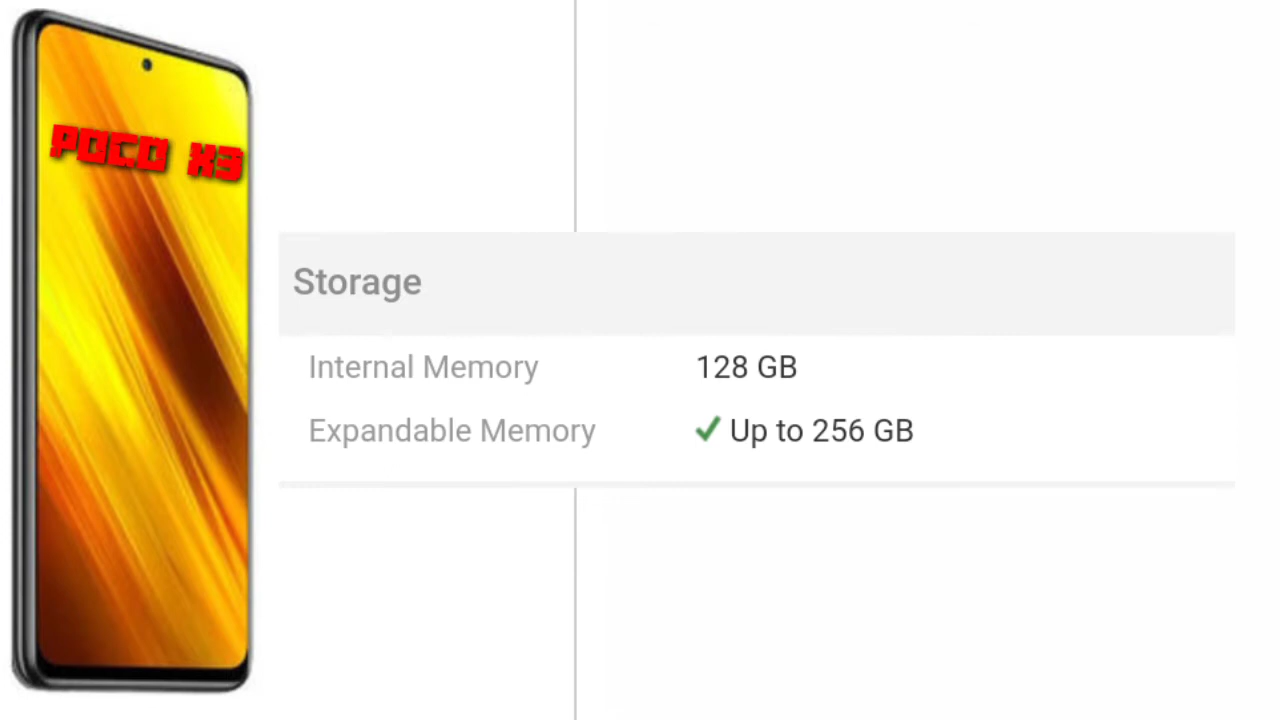 POCO X3
Storage
Internal Memory 128 GB
Expandable Memory Up to 256 GB